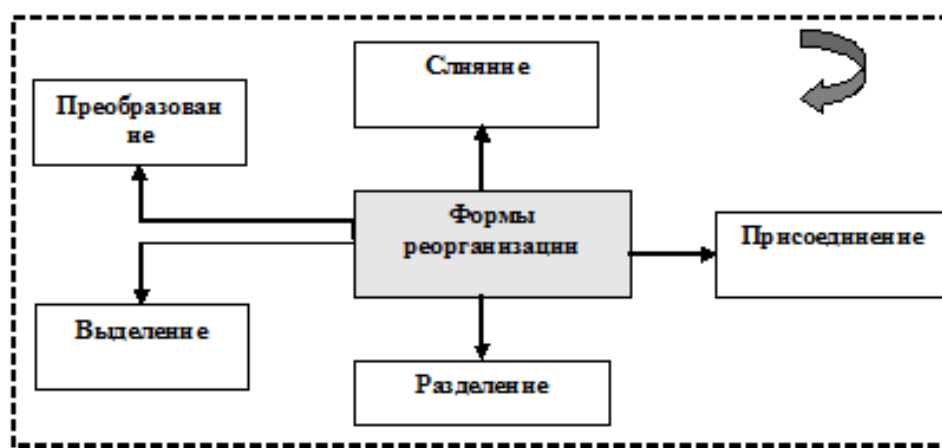 Слияние
Преобразован
ие
Формы
реорганизации
Присоединение
Выделение
Разделение